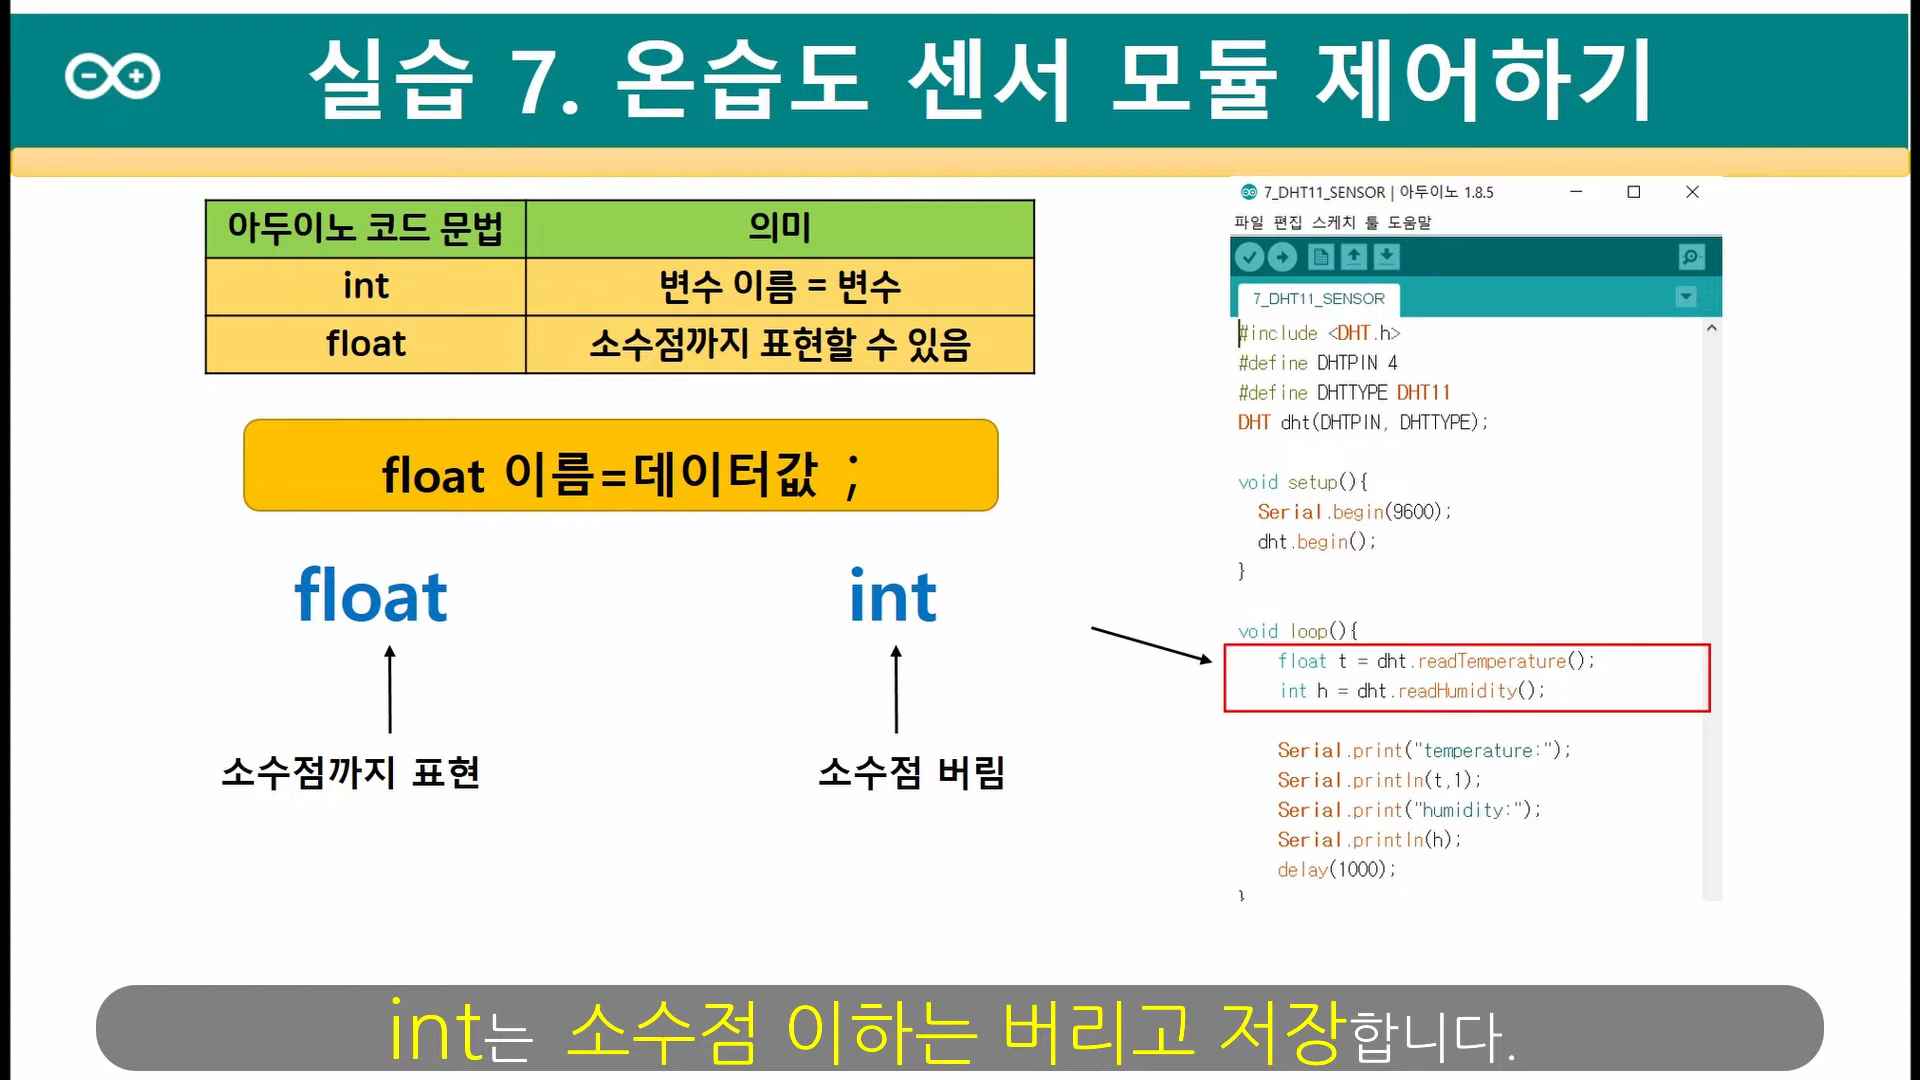 실습 7. 온습도 센서 모듈 제어하기
아두이노 코드 문법 의미
int 변수 이름 = 변수
float 소수점까지 표현할 수 있음
float 이름=데이터값 ;
float int
소수점까지 표현 소수점 버림
7_DHT11_SENSOR | 아두이노 1.8.5
파일 편집 스케치 툴 도움말
7_DHT11_SENSOR
#include <DHT.h>
#define DHTPIN 4
#define DHTTYPE DHT11
DHT dht(DHTPIN, DHTTYPE);
void setup(){
Serial.begin(9600);
dht.begin();
}
void loop(){
float t = dht.readTemperature();
int h = dht.readHumidity();
Serial.print("temperature:");
Serial.println(t,1);
Serial.print("humidity:");
Serial.println(h);
delay(1000);
}
int는 소수점 이하는 버리고 저장합니다.